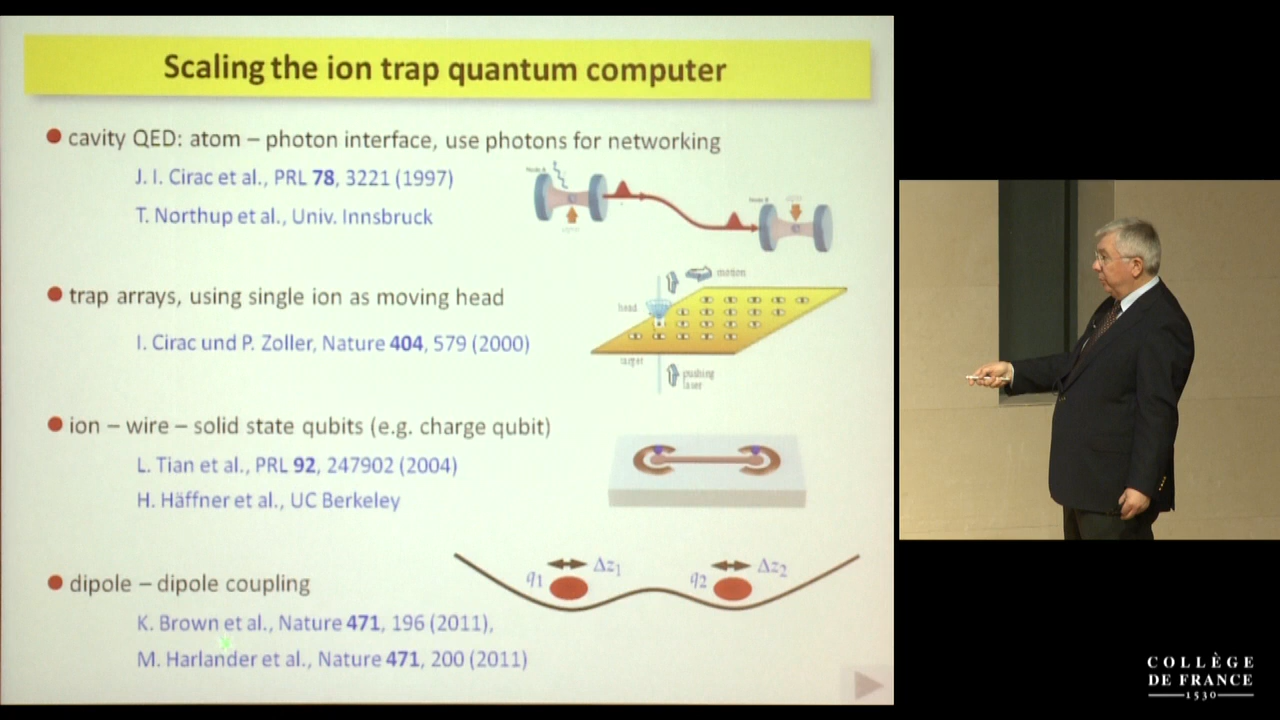 Scaling the ion trap quantum computer
● cavity QED: atom – photon interface, use photons for networking
J. I. Cirac et al., PRL 78, 3221 (1997)
T. Northup et al., Univ. Innsbruck
● trap arrays, using single ion as moving head
motion
head
I. Cirac und P. Zoller, Nature 404, 579 (2000)
target
pushing
laser
● ion – wire – solid state qubits (e.g. charge qubit)
L. Tian et al., PRL 92, 247902 (2004)
H. Häffner et al., UC Berkeley
● dipole – dipole coupling
q1 Δz1 q2 Δz2
K. Brown et al., Nature 471, 196 (2011),
M. Harlander et al., Nature 471, 200 (2011)
COLLÈGE
DE FRANCE
1530